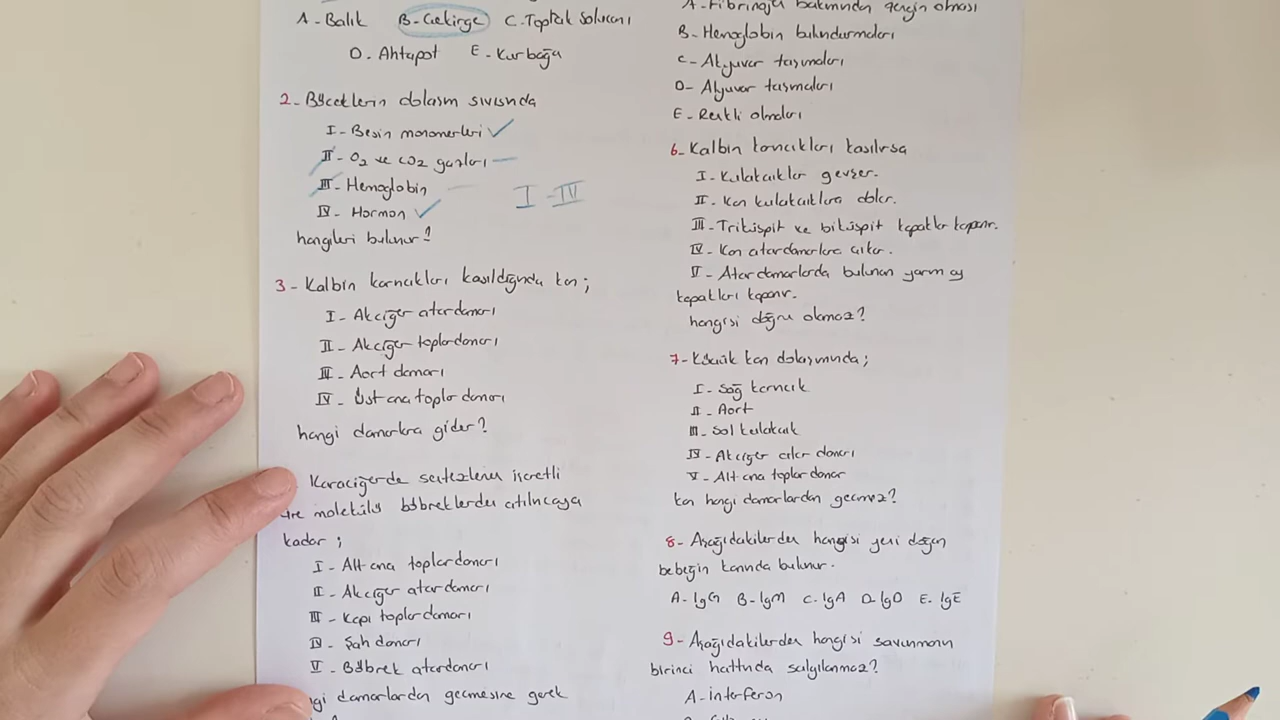 A - Balık B - Çekirge C. Toprak solucanı
D. Ahtapot E - Kurbağa
2 - Böceklerin dolaşım sıvısında
I - Besin monomerleri
II - O2 ve CO2 gazları
III - Hemoglobin
IV - Hormon
I - IV
hangileri bulunur?
3 - Kalbin karıncıkları kasıldığında kan;
I - Akciğer atardamarı
II - Akciğer toplardamarı
III - Aort damarı
IV - Üst ana toplardamarı
hangi damarlara gider?
Karaciğerde sentezlenen işaretli
üre molekülü böbreklerden atılıncaya
kadar;
I - Alt ana toplardamarı
II - Akciğer atardamarı
III - Kapı toplardamarı
IV - Şah damarı
V - Böbrek atardamarı
damarlardan geçmesine gerek
A - Fibrinojen bakımından zengin olması
B - Hemoglobin bulundurmaları
C - Akyuvar taşımaları
D - Alyuvar taşımaları
E - Renkli olmaları
6 - Kalbin karıncıkları kasılırsa
I - Kulakçıklar gevşer.
II - Kan kulakçıklara dolar.
III - Triküspit ve biküspit kapaklar kapanır.
IV - Kan atardamarlara çıkar.
V - Atardamarlarda bulunan yarım ay
kapakları kapanır.
hangisi doğru olmaz?
7 - Küçük kan dolaşımında;
I - Sağ karıncık
II - Aort
III - Sol kulakçık
IV - Akciğer atar damarı
V - Alt ana toplar damar
kan hangi damarlardan geçmez?
8 - Aşağıdakilerden hangisi yeni doğan
bebeğin kanında bulunur.
A - IgG B - IgM C. IgA D - IgD E. IgE
9 - Aşağıdakilerden hangisi savunmanın
birinci hattında salgılanmaz?
A - interferon